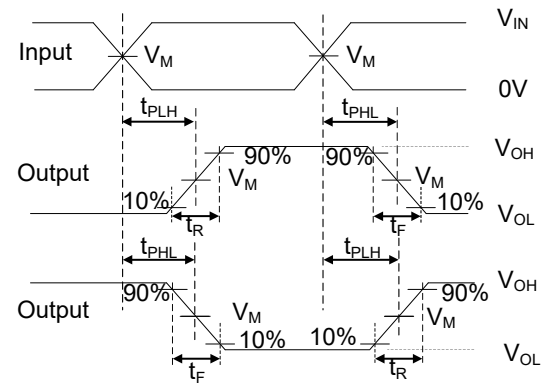 V_IN
Input
V_M
V_M
0V
t_PLH
t_PHL
V_OH
90%
90%
Output
V_M
V_M
10%
10%
t_R
t_F
V_OL
t_PHL
t_PLH
V_OH
90%
90%
Output
V_M
V_M
10%
10%
t_F
t_R
V_OL